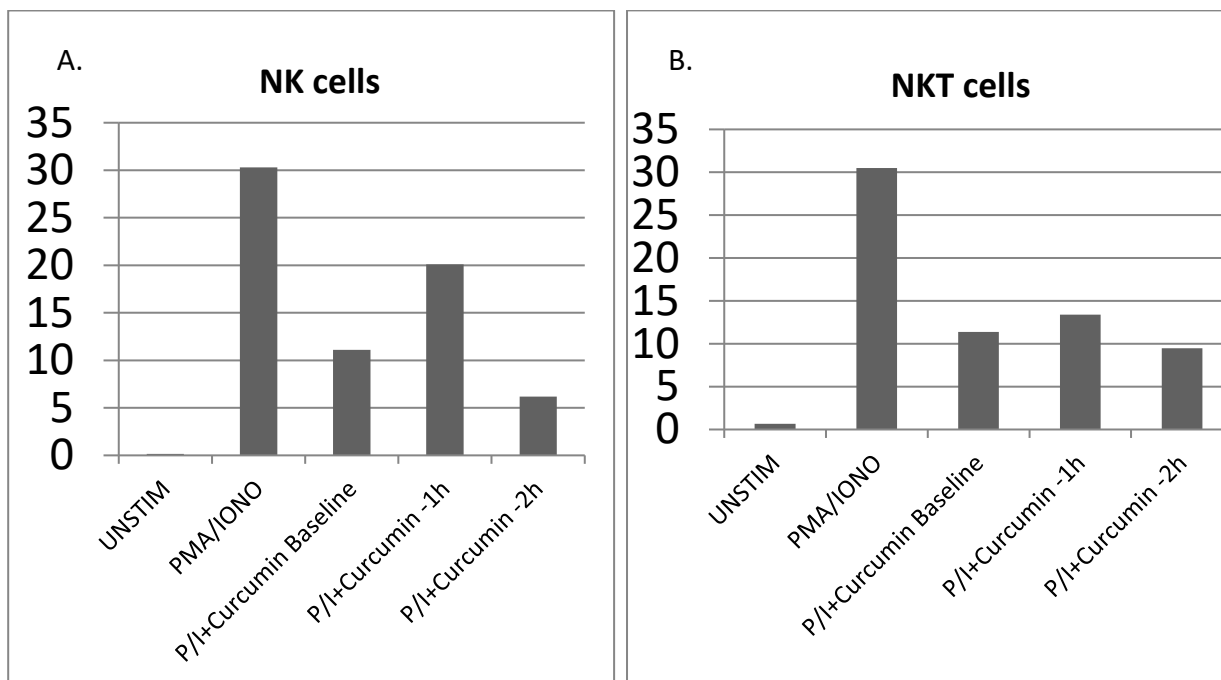 A.
NK cells
35
30
25
20
15
10
5
0
UNSTIM
PMA/IONO
P/I+Curcumin Baseline
P/I+Curcumin -1h
P/I+Curcumin -2h
B.
NKT cells
35
30
25
20
15
10
5
0
UNSTIM
PMA/IONO
P/I+Curcumin Baseline
P/I+Curcumin -1h
P/I+Curcumin -2h